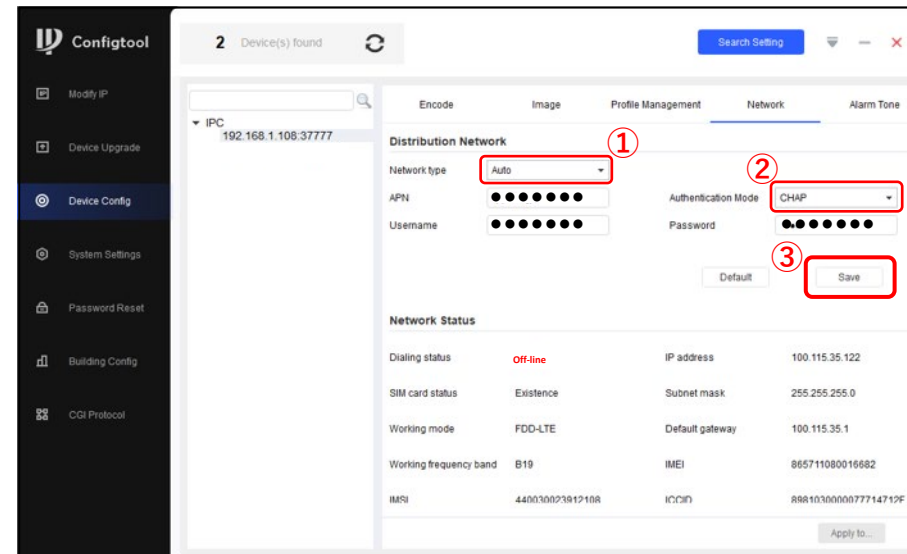 Configtool
2 Device(s) found
Search Setting
Modify IP
Device Upgrade
Device Config
System Settings
Password Reset
Building Config
CGI Protocol
IPC
192.168.1.108:37777
Encode Image Profile Management Network Alarm Tone
Distribution Network
①
Network type Auto
②
APN ●●●●●●● Authentication Mode CHAP
Username ●●●●●●● Password ●●●●●●●
③
Default Save
Network Status
Dialing status Off-line IP address 100.115.35.122
SIM card status Existence Subnet mask 255.255.255.0
Working mode FDD-LTE Default gateway 100.115.35.1
Working frequency band B19 IMEI 865711080016682
IMSI 440030023912108 ICCID 8981030000077714712F
Apply to...